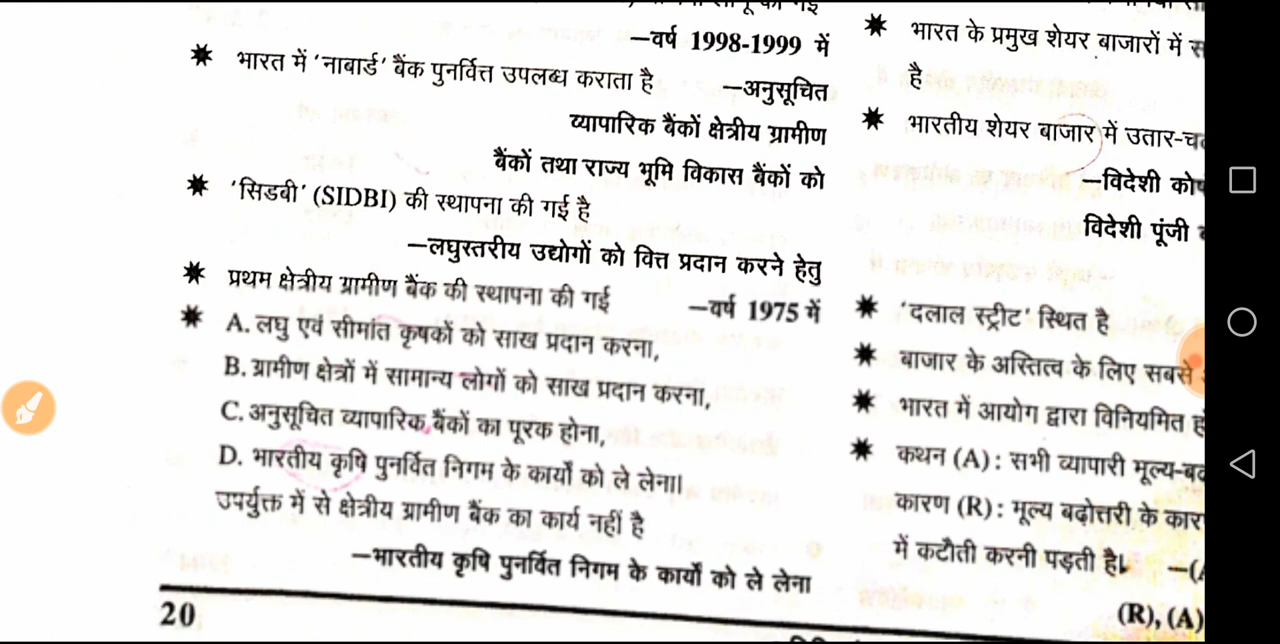 —वर्ष 1998-1999 में
✷ भारत में 'नाबार्ड' बैंक पुनर्वित्त उपलब्ध कराता है —अनुसूचित
व्यापारिक बैंकों क्षेत्रीय ग्रामीण
बैंकों तथा राज्य भूमि विकास बैंकों को
✷ 'सिडबी' (SIDBI) की स्थापना की गई है
—लघुस्तरीय उद्योगों को वित्त प्रदान करने हेतु
✷ प्रथम क्षेत्रीय ग्रामीण बैंक की स्थापना की गई —वर्ष 1975 में
✷ A. लघु एवं सीमांत कृषकों को साख प्रदान करना,
B. ग्रामीण क्षेत्रों में सामान्य लोगों को साख प्रदान करना,
C. अनुसूचित व्यापारिक बैंकों का पूरक होना,
D. भारतीय कृषि पुनर्वित निगम के कार्यों को ले लेना।
उपर्युक्त में से क्षेत्रीय ग्रामीण बैंक का कार्य नहीं है
—भारतीय कृषि पुनर्वित निगम के कार्यों को ले लेना
20
✷ भारत के प्रमुख शेयर बाजारों में
है
✷ भारतीय शेयर बाजार में
—विदेशी
विदेशी पूंजी
✷ 'दलाल स्ट्रीट' स्थित है
✷ बाजार के अस्तित्व के लिए सबसे
✷ भारत में आयोग द्वारा विनियमित
✷ कथन (A) : सभी व्यापारी
कारण (R) : मूल्य बढ़ोत्तरी के
में कटौती करनी पड़ती है।
(R), (A)